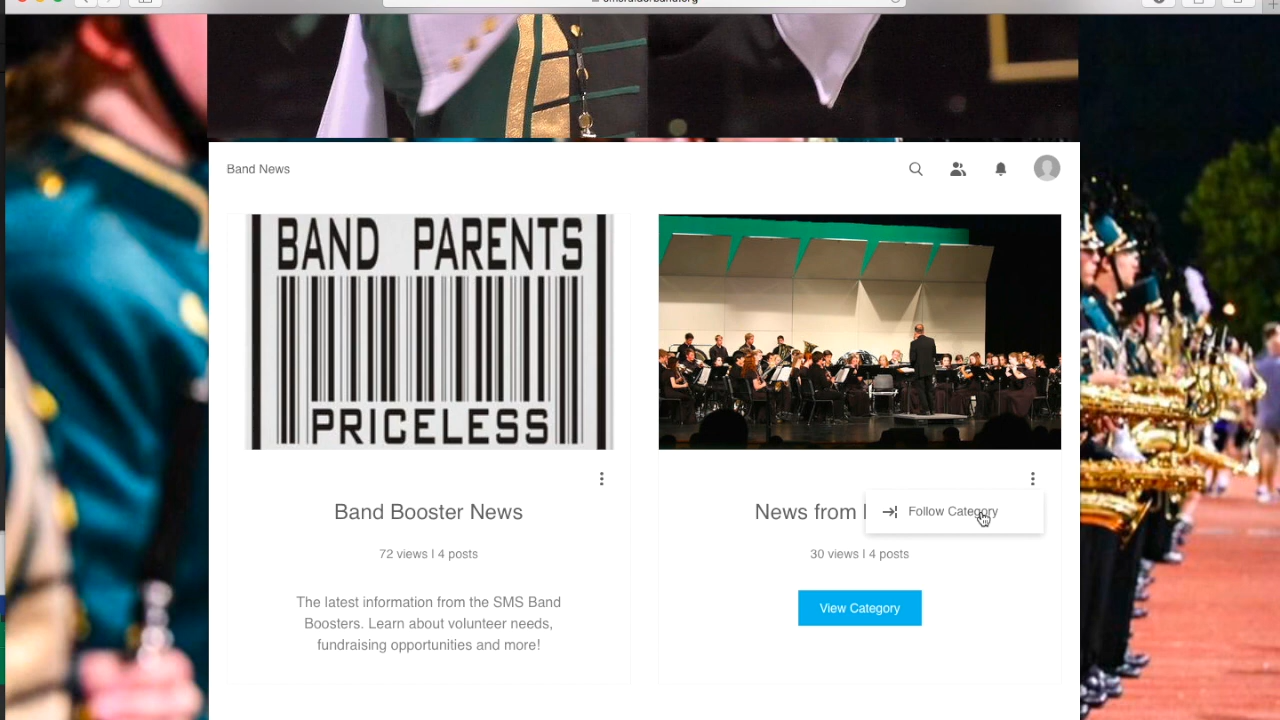 Band News
BAND PARENTS
PRICELESS
Follow Category
Band Booster News
News from
72 views | 4 posts
30 views | 4 posts
The latest information from the SMS Band
Boosters. Learn about volunteer needs,
fundraising opportunities and more!
View Category